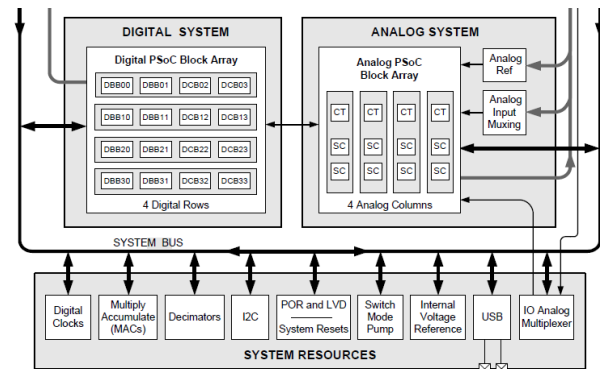 DIGITAL SYSTEM
Digital PSoC Block Array
DBB00 DBB01 DCB02 DCB03
DBB10 DBB11 DCB12 DCB13
DBB20 DBB21 DCB22 DCB23
DBB30 DBB31 DCB32 DCB33
4 Digital Rows
ANALOG SYSTEM
Analog PSoC
Block Array
CT CT CT CT
SC SC SC SC
SC SC SC SC
4 Analog Columns
Analog
Ref
Analog
Input
Muxing
SYSTEM BUS
Digital
Clocks
Multiply
Accumulate
(MACs)
Decimators
I2C
POR and LVD
System Resets
Switch
Mode
Pump
Internal
Voltage
Reference
USB
IO Analog
Multiplexer
SYSTEM RESOURCES